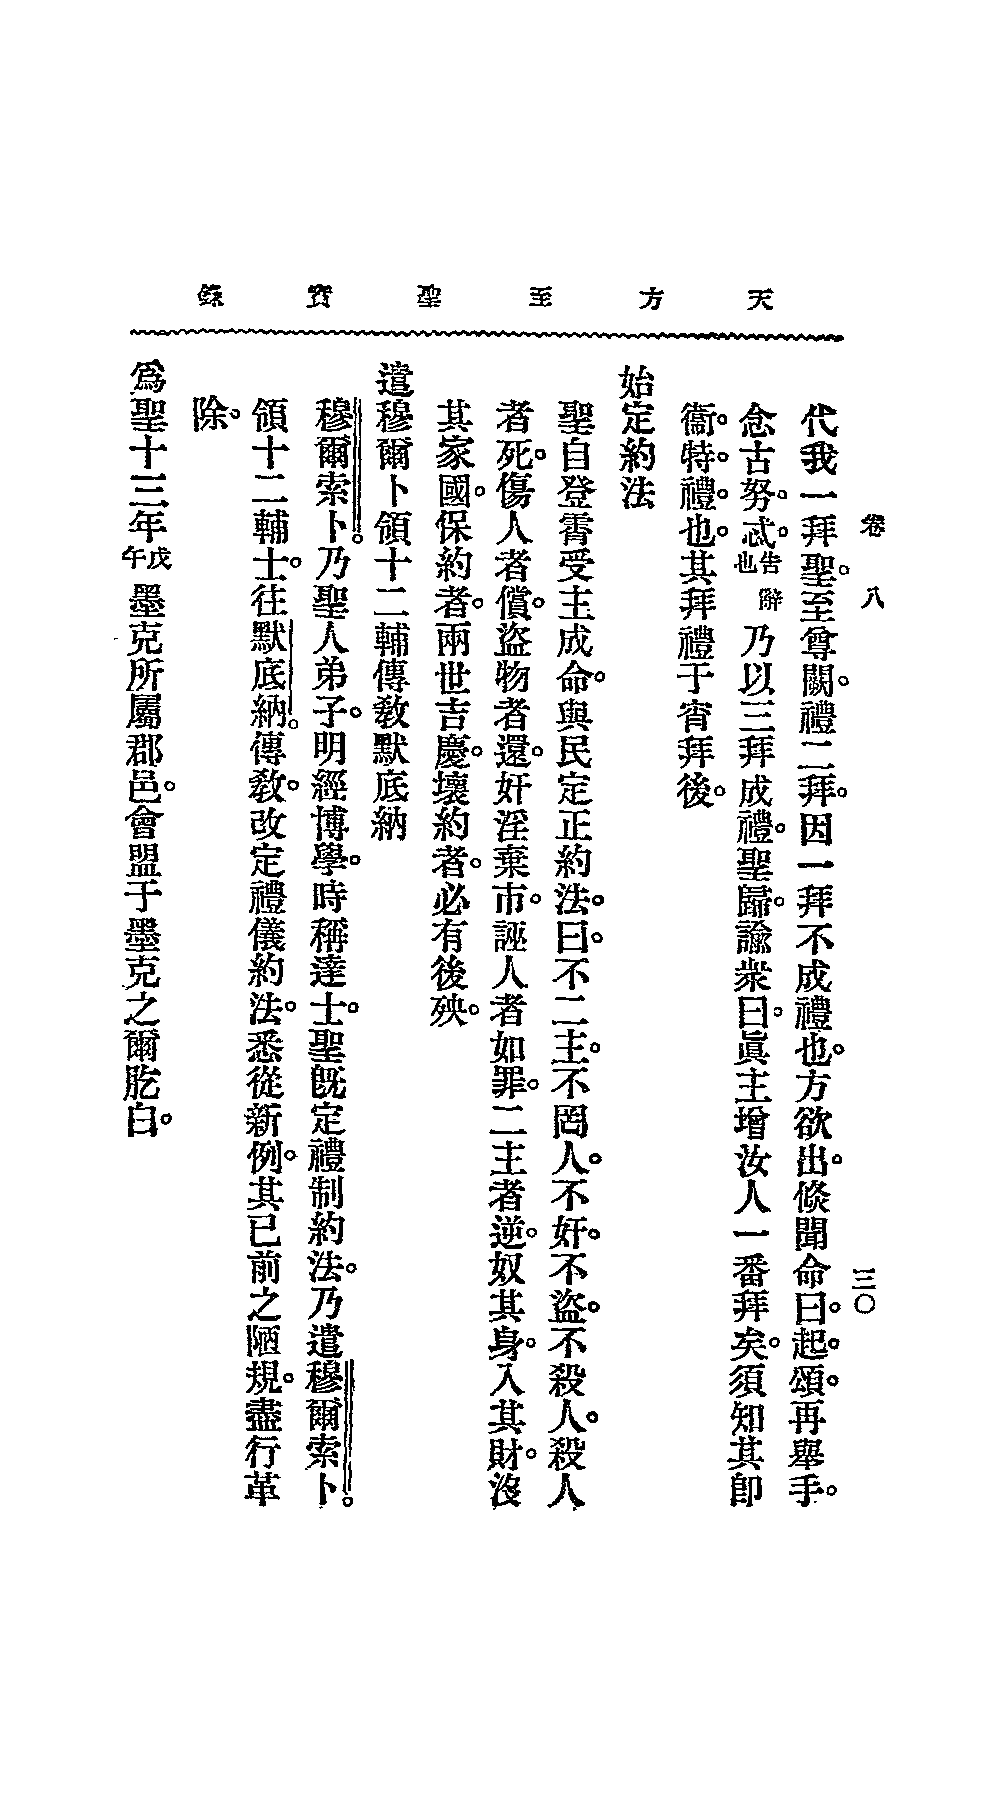 天方至聖實錄
卷八
三〇
代我一拜聖。至尊闕。禮二拜。因一拜不成禮也。方欲出。倐聞命曰。起。頌。再舉手。
念古努。忒。告辭也乃以三拜成禮。聖歸。諭衆曰。眞主增汝人一番拜矣。須知其卽
衞。特。禮。也。其拜禮于宵拜後。
始定約法
聖自登霄受主成命。與民定正約法。曰。不二主。不罔人。不奸。不盜。不殺人。殺人
者死。傷人者償。盜物者還。奸淫棄市。誣人者如罪。二主者逆。奴其身。入其財。沒
其家國。保約者。兩世吉慶。壞約者。必有後殃。
遣穆爾卜領十二輔傳敎默底納
穆爾索卜。乃聖人弟子。明經博學。時稱達士。聖旣定禮制約法。乃遣穆爾索卜。
領十二輔士。往默底納。傳敎。改定禮儀約法。悉從新例。其已前之陋規。盡行革
除。
爲聖十三年戊午墨克所屬郡邑。會盟于墨克之爾肐白。